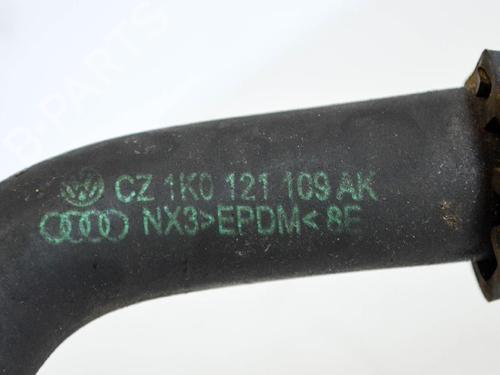 B-PARTS
CZ 1K0 121 109 AK
NX3>EPDM< 8E